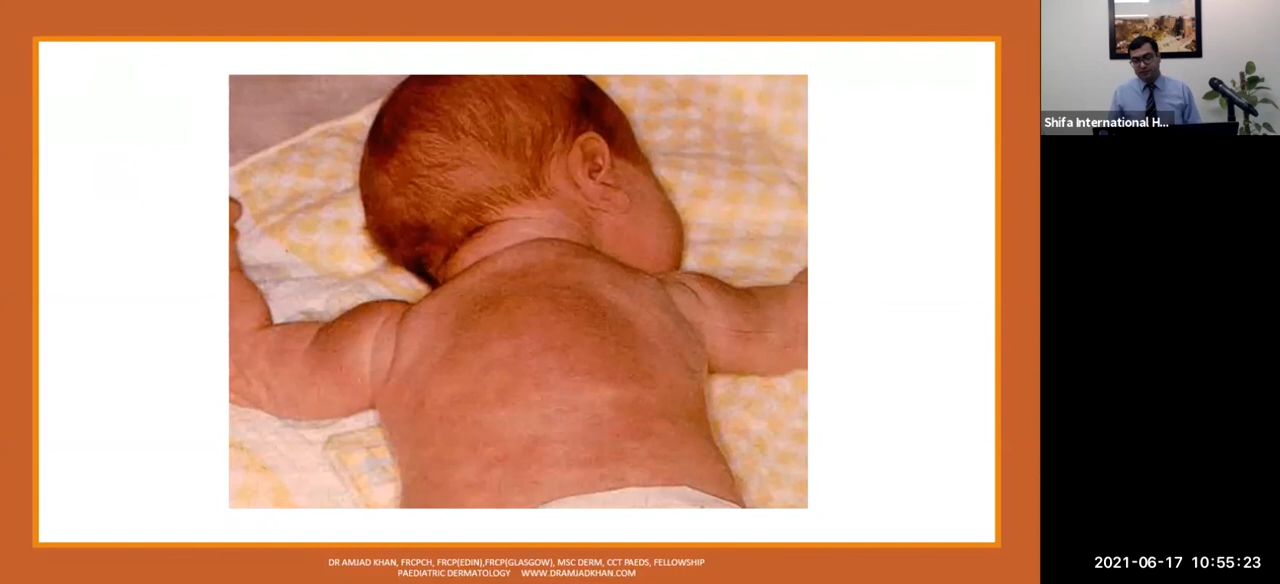 Shifa International H...
DR AMJAD KHAN, FRCPCH, FRCP(EDIN),FRCP(GLASGOW), MSC DERM, CCT PAEDS, FELLOWSHIP
PAEDIATRIC DERMATOLOGY WWW.DRAMJADKHAN.COM
2021-06-17 10:55:23